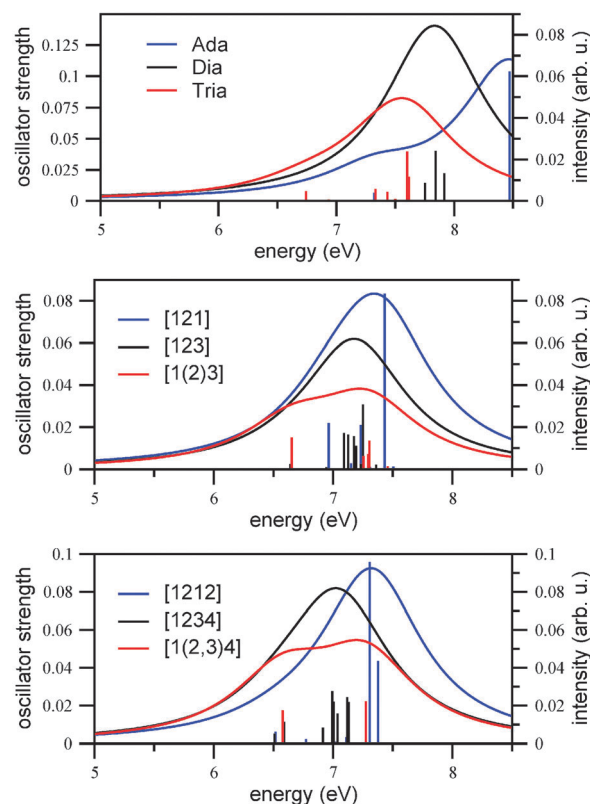 oscillator strength
0.125
0.1
0.075
0.05
0.025
0
Ada
Dia
Tria
0.1
0.08
0.06
0.04
0.02
0
intensity (arb. u.)
5 6 7 8
energy (eV)
oscillator strength
0.08
0.06
0.04
0.02
0
[121]
[123]
[1(2)3]
0.08
0.06
0.04
0.02
0
intensity (arb. u.)
5 6 7 8
energy (eV)
oscillator strength
0.1
0.08
0.06
0.04
0.02
0
[1212]
[1234]
[1(2,3)4]
0.1
0.08
0.06
0.04
0.02
0
intensity (arb. u.)
5 6 7 8
energy (eV)